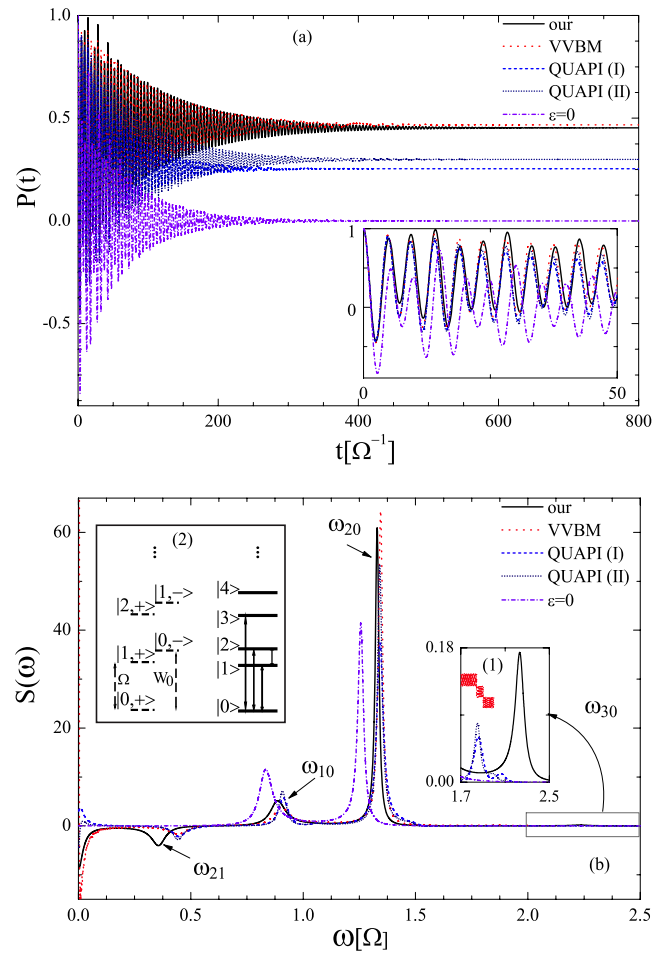 (a)
our
VVBM
QUAPI (I)
QUAPI (II)
ε=0
1.0
0.5
0.0
-0.5
P(t)
1
0
0
50
0
200
400
600
800
t[Ω⁻¹]
(b)
our
VVBM
QUAPI (I)
QUAPI (II)
ε=0
60
40
20
0
S(ω)
(2)
|2,+>
|1,->
|1,+>
|0,->
|0,+>
Ω
W₀
|4>
|3>
|2>
|1>
|0>
ω₂₀
ω₁₀
ω₂₁
ω₃₀
(1)
0.18
0.00
1.7
2.5
0.0
0.5
1.0
1.5
2.0
2.5
ω[Ω]